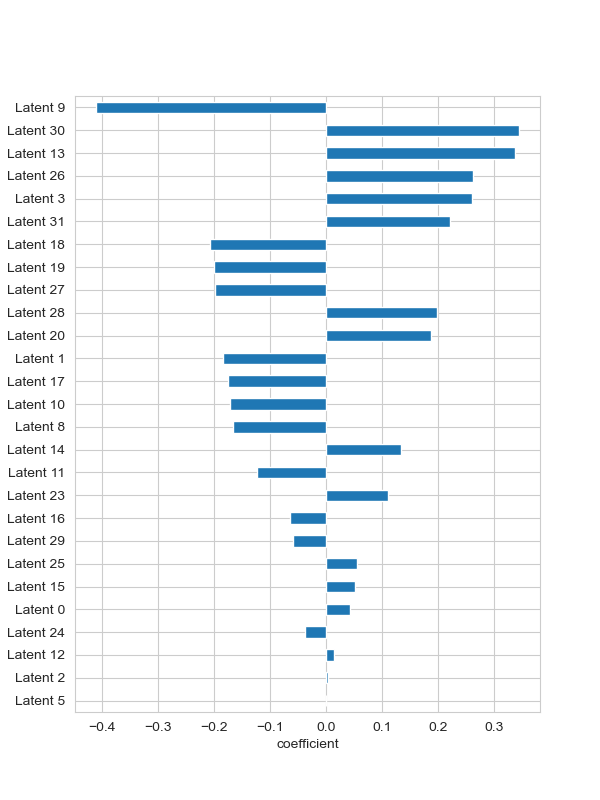 Latent 9
Latent 30
Latent 13
Latent 26
Latent 3
Latent 31
Latent 18
Latent 19
Latent 27
Latent 28
Latent 20
Latent 1
Latent 17
Latent 10
Latent 8
Latent 14
Latent 11
Latent 23
Latent 16
Latent 29
Latent 25
Latent 15
Latent 0
Latent 24
Latent 12
Latent 2
Latent 5
−0.4 −0.3 −0.2 −0.1 0.0 0.1 0.2 0.3
coefficient